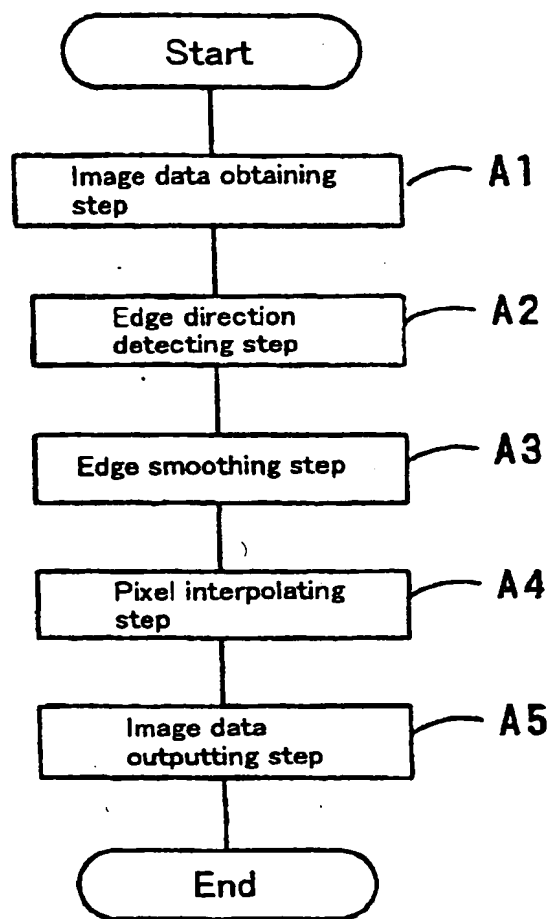 Start
Image data obtaining
step
A1
Edge direction
detecting step
A2
Edge smoothing step
A3
Pixel interpolating
step
A4
Image data
outputting step
A5
End